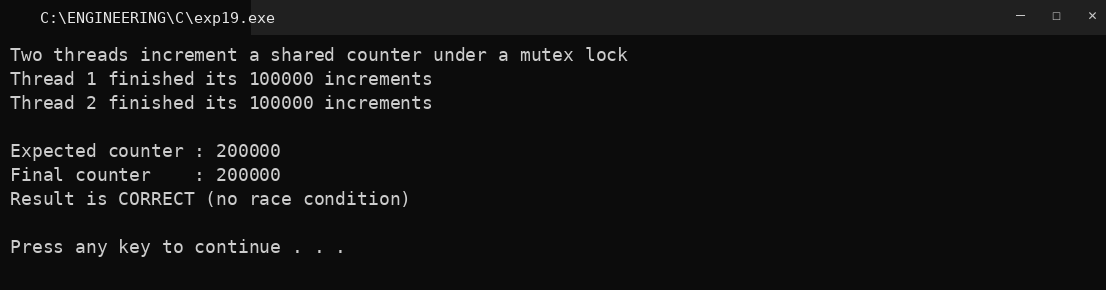 C:\ENGINEERING\C\exp19.exe
Two threads increment a shared counter under a mutex lock
Thread 1 finished its 100000 increments
Thread 2 finished its 100000 increments
Expected counter : 200000
Final counter    : 200000
Result is CORRECT (no race condition)
Press any key to continue . . .